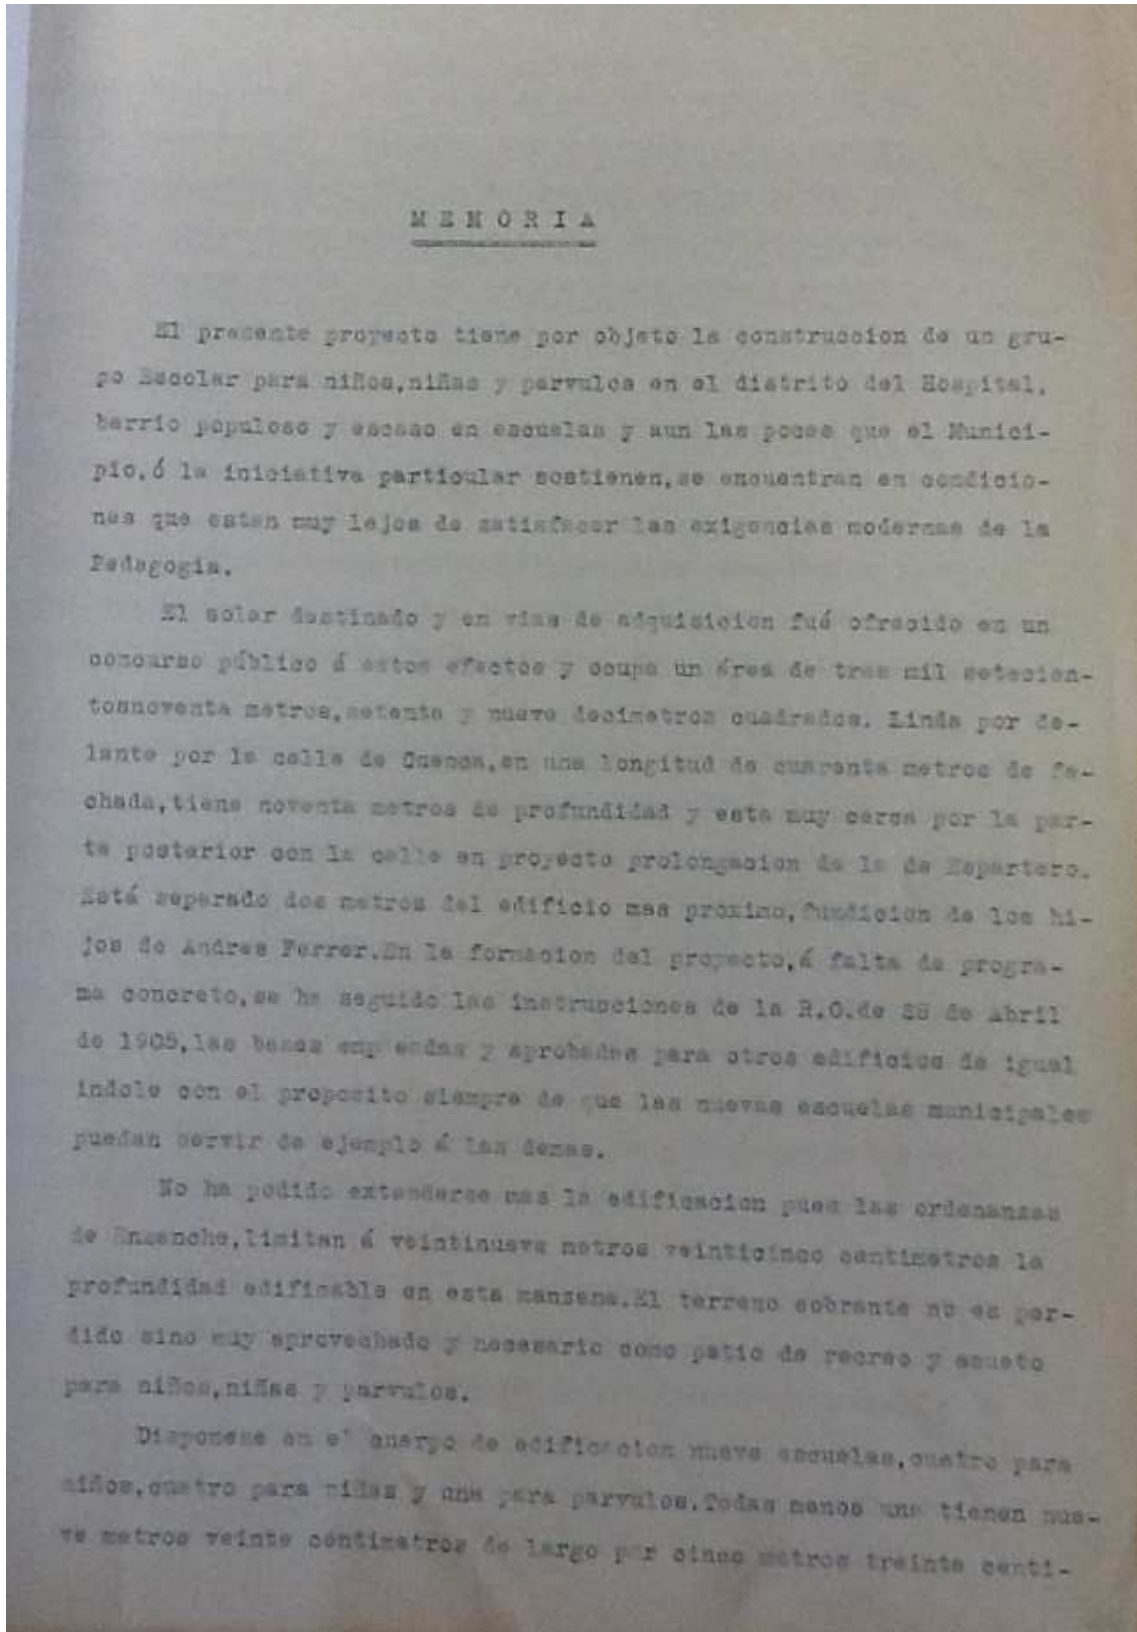 MEMORIA
El presente proyecto tiene por objeto la construccion de un gru-
po Escolar para niños,niñas y parvulos en el distrito del Hospital,
barrio populoso y escaso en escuelas y aun las pocas que el Munici-
pio,ó la iniciativa particular sostienen,se encuentran en condicio-
nes que estan muy lejos de satisfacer las exigencias modernas de la
Pedagogia.
El solar destinado y en vias de adquisicion fué ofrecido en un
concurso público á estos efectos y ocupa un área de tres mil setecien-
tosnoventa metros,setenta y nueve decimetros cuadrados. Linda por de-
lante por la calle de Cuenca,en una longitud de cuarenta metros de fa-
chada,tiene noventa metros de profundidad y esta muy cerca por la par-
te posterior con la calle en proyecto prolongacion de la de Espartero.
Está separado dos metros del edificio mas proximo,fundicion de los hi-
jos de Andres Ferrer.En la formacion del proyecto,á falta de progra-
ma concreto,se ha seguido las instrucciones de la R.O.de 28 de Abril
de 1905,las bases empleadas y aprobadas para otros edificios de igual
indole con el proposito siempre de que las nuevas escuelas municipales
puedan servir de ejemplo á las demas.
No ha podido extenderse mas la edificacion pues las ordenanzas
de Ensanche,limitan á veintinueve metros veinticinco centimetros la
profundidad edificable en esta manzana.El terreno sobrante no es per-
dido sino muy aprovechado y necesario como patio de recreo y asueto
para niños,niñas y parvulos.
Disponese en el cuerpo de edificacion nueve escuelas,cuatro para
niños,cuatro para niñas y una para parvulos.Todas menos una tienen nue-
ve metros veinte centimetros de largo por cinco metros treinta centi-